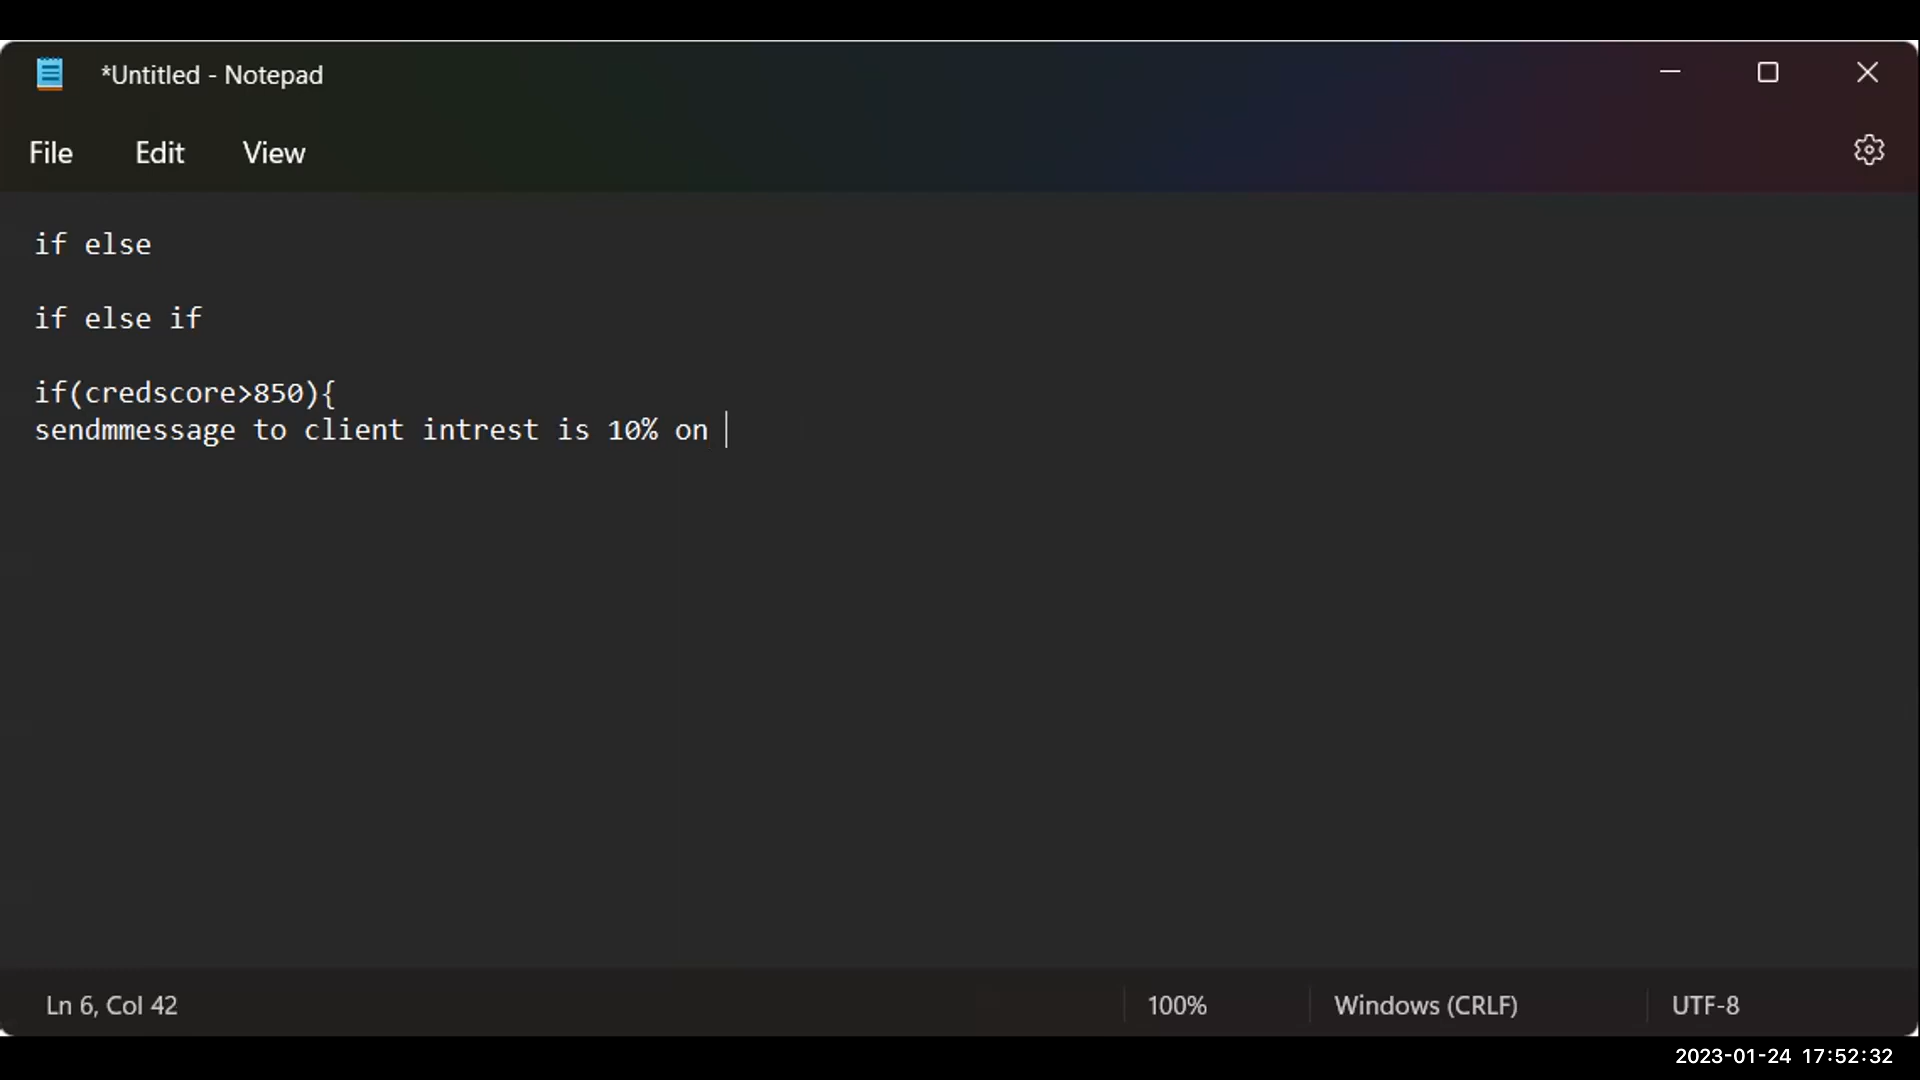 *Untitled - Notepad
File Edit View
if else
if else if
if(credscore>850){
sendmmessage to client intrest is 10% on
Ln 6, Col 42 100% Windows (CRLF) UTF-8
2023-01-24 17:52:32